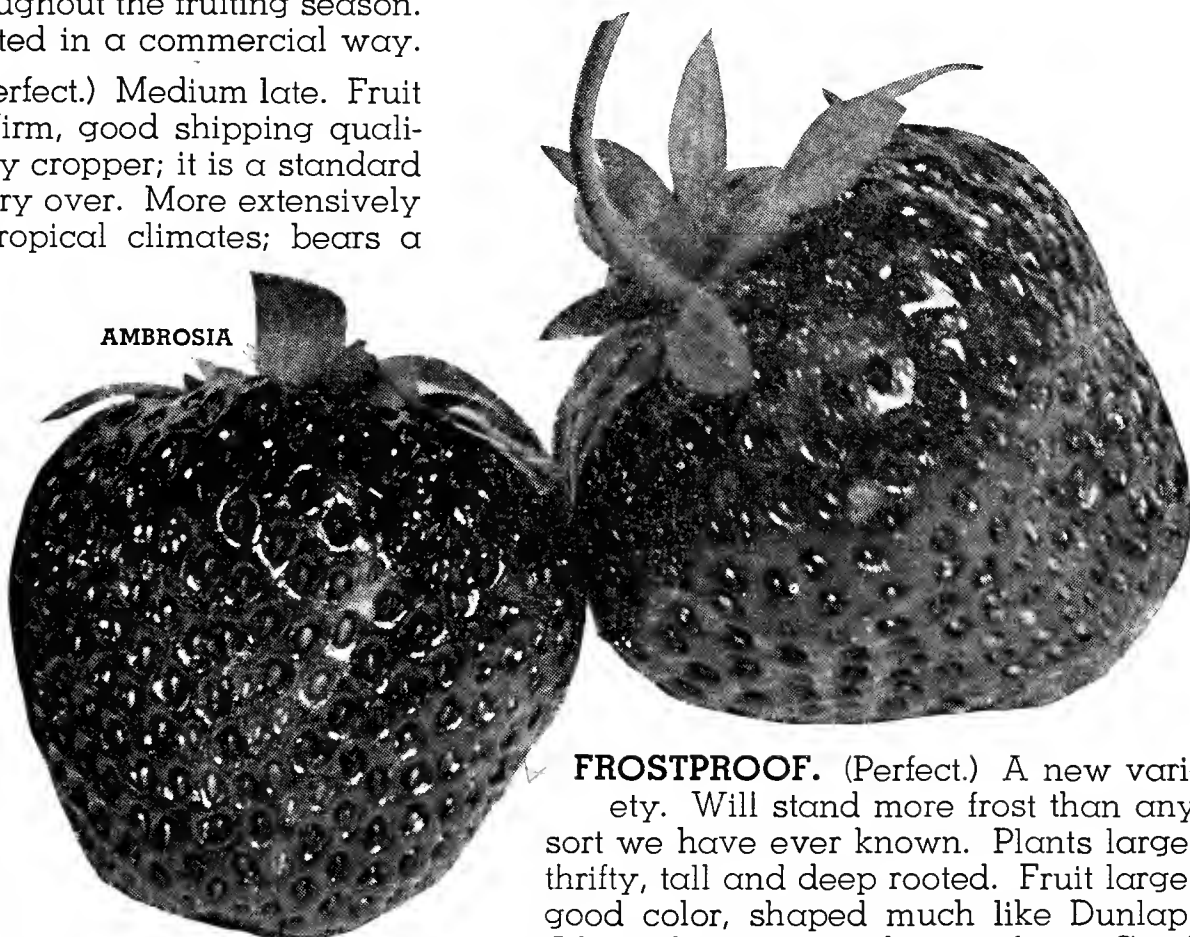 ughout the fruiting season.
ted in a commercial way.
erfect.) Medium late. Fruit
irm, good shipping quali-
y cropper; it is a standard
ry over. More extensively
ropical climates; bears a
AMBROSIA
FROSTPROOF. (Perfect.) A new vari
ety. Will stand more frost than any
sort we have ever known. Plants large
thrifty, tall and deep rooted. Fruit large
good color, shaped much like Dunlap